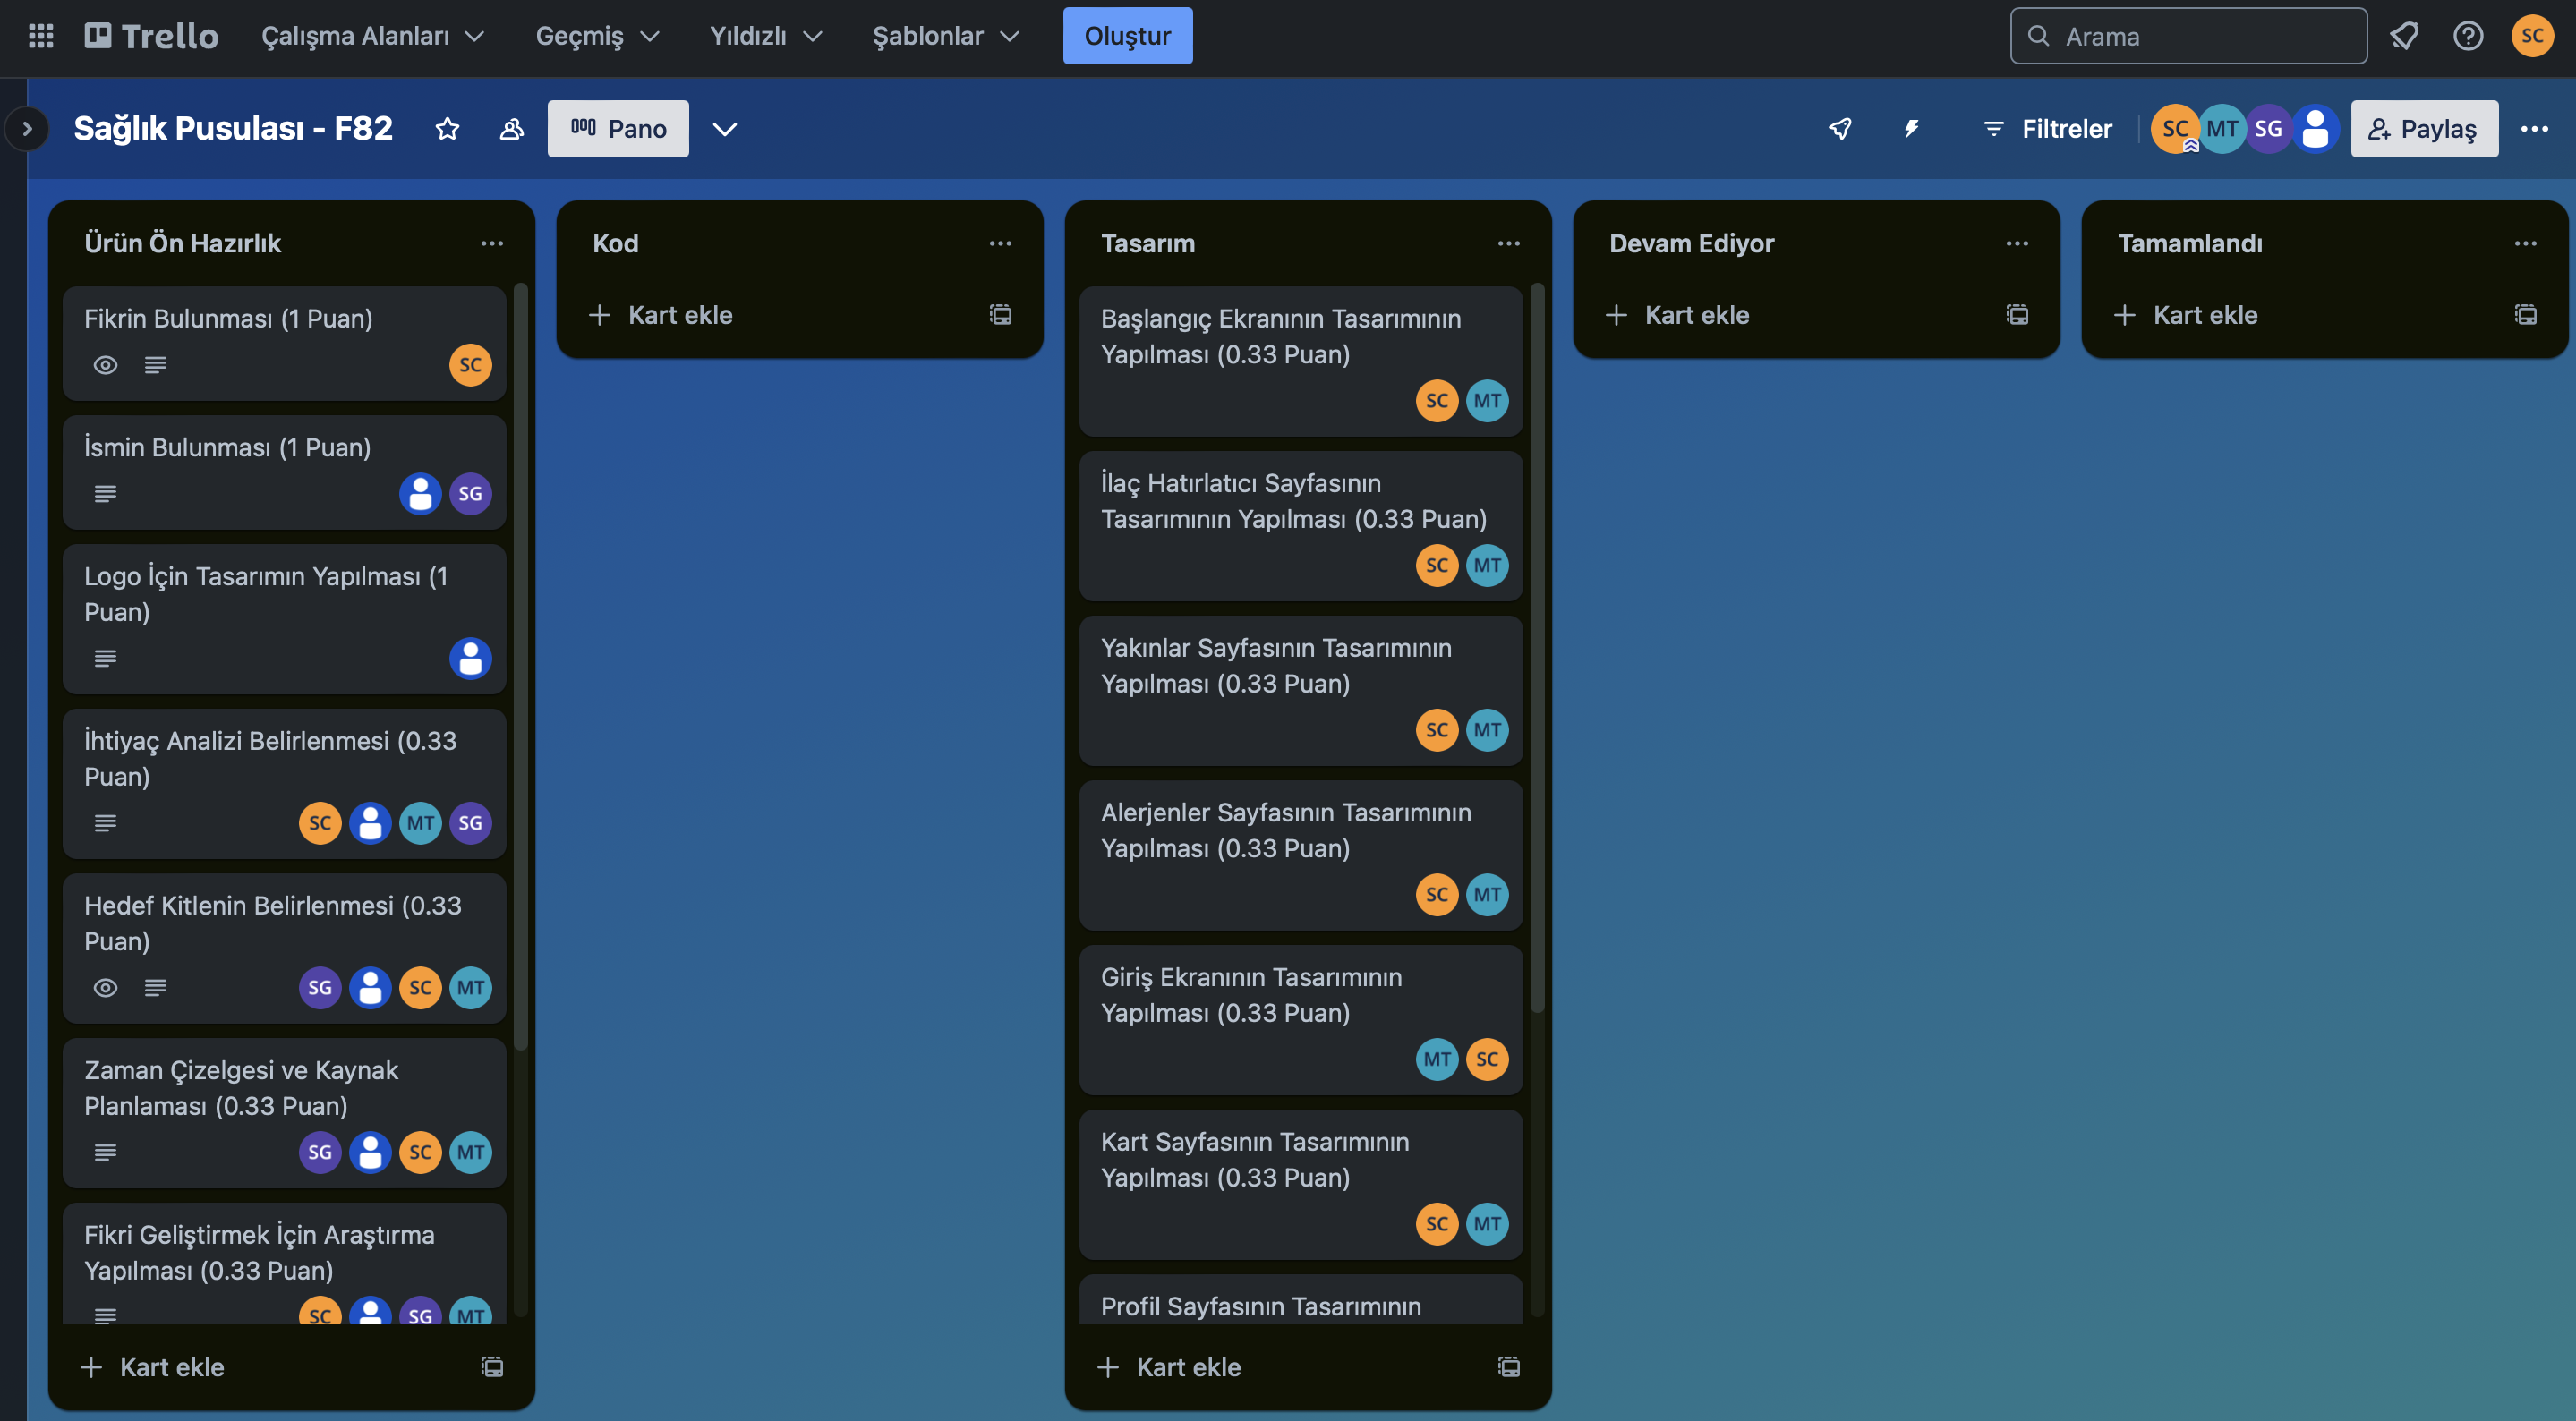 Trello
Çalışma Alanları
Geçmiş
Yıldızlı
Şablonlar
Oluştur
Arama
SC
Sağlık Pusulası - F82
Pano
Filtreler
SC MT SG
Paylaş
Ürün Ön Hazırlık
Fikrin Bulunması (1 Puan)
SC
İsmin Bulunması (1 Puan)
SG
Logo İçin Tasarımın Yapılması (1
Puan)
İhtiyaç Analizi Belirlenmesi (0.33
Puan)
SC MT SG
Hedef Kitlenin Belirlenmesi (0.33
Puan)
SG SC MT
Zaman Çizelgesi ve Kaynak
Planlaması (0.33 Puan)
SG SC MT
Fikri Geliştirmek İçin Araştırma
Yapılması (0.33 Puan)
SC SG MT
Kart ekle
Kod
Kart ekle
Tasarım
Başlangıç Ekranının Tasarımının
Yapılması (0.33 Puan)
SC MT
İlaç Hatırlatıcı Sayfasının
Tasarımının Yapılması (0.33 Puan)
SC MT
Yakınlar Sayfasının Tasarımının
Yapılması (0.33 Puan)
SC MT
Alerjenler Sayfasının Tasarımının
Yapılması (0.33 Puan)
SC MT
Giriş Ekranının Tasarımının
Yapılması (0.33 Puan)
MT SC
Kart Sayfasının Tasarımının
Yapılması (0.33 Puan)
SC MT
Profil Sayfasının Tasarımının
Kart ekle
Devam Ediyor
Kart ekle
Tamamlandı
Kart ekle